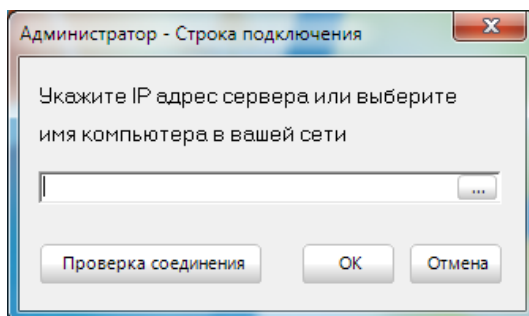 Администратор - Строка подключения
Укажите IP адрес сервера или выберите
имя компьютера в вашей сети
...
Проверка соединения ОК Отмена